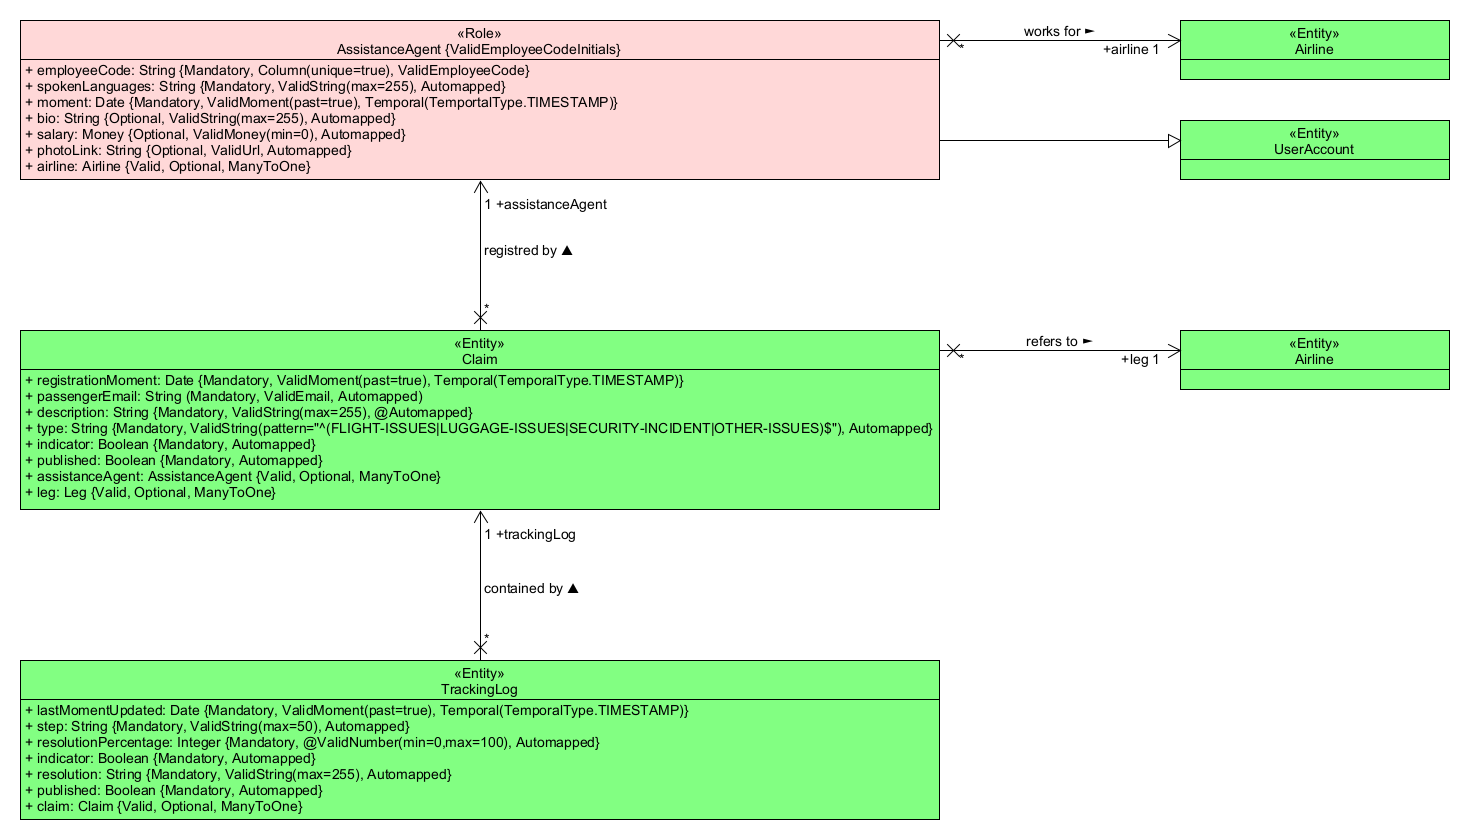 «Role»
AssistanceAgent {ValidEmployeeCodeInitials}
+ employeeCode: String {Mandatory, Column(unique=true), ValidEmployeeCode}
+ spokenLanguages: String {Mandatory, ValidString(max=255), Automapped}
+ moment: Date {Mandatory, ValidMoment(past=true), Temporal(TemportalType.TIMESTAMP)}
+ bio: String {Optional, ValidString(max=255), Automapped}
+ salary: Money {Optional, ValidMoney(min=0), Automapped}
+ photoLink: String {Optional, ValidUrl, Automapped}
+ airline: Airline {Valid, Optional, ManyToOne}
works for ►
*
+airline 1
«Entity»
Airline
«Entity»
UserAccount
1 +assistanceAgent
registred by ▲
*
«Entity»
Claim
+ registrationMoment: Date {Mandatory, ValidMoment(past=true), Temporal(TemporalType.TIMESTAMP)}
+ passengerEmail: String (Mandatory, ValidEmail, Automapped)
+ description: String {Mandatory, ValidString(max=255), @Automapped}
+ type: String {Mandatory, ValidString(pattern="^(FLIGHT-ISSUES|LUGGAGE-ISSUES|SECURITY-INCIDENT|OTHER-ISSUES)$"), Automapped}
+ indicator: Boolean {Mandatory, Automapped}
+ published: Boolean {Mandatory, Automapped}
+ assistanceAgent: AssistanceAgent {Valid, Optional, ManyToOne}
+ leg: Leg {Valid, Optional, ManyToOne}
refers to ►
*
+leg 1
«Entity»
Airline
1 +trackingLog
contained by ▲
*
«Entity»
TrackingLog
+ lastMomentUpdated: Date {Mandatory, ValidMoment(past=true), Temporal(TemporalType.TIMESTAMP)}
+ step: String {Mandatory, ValidString(max=50), Automapped}
+ resolutionPercentage: Integer {Mandatory, @ValidNumber(min=0,max=100), Automapped}
+ indicator: Boolean {Mandatory, Automapped}
+ resolution: String {Mandatory, ValidString(max=255), Automapped}
+ published: Boolean {Mandatory, Automapped}
+ claim: Claim {Valid, Optional, ManyToOne}